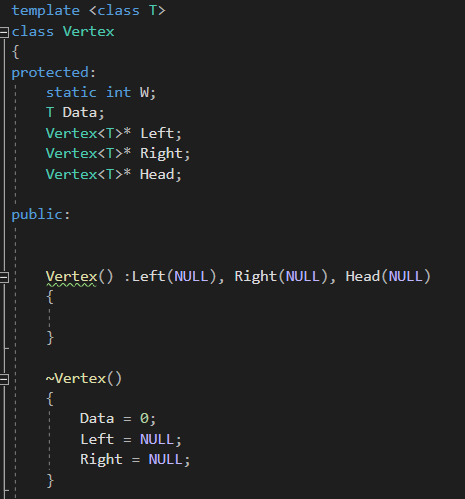 template <class T>
class Vertex
{
protected:
    static int W;
    T Data;
    Vertex<T>* Left;
    Vertex<T>* Right;
    Vertex<T>* Head;
public:
    Vertex() :Left(NULL), Right(NULL), Head(NULL)
    {
    }
    ~Vertex()
    {
        Data = 0;
        Left = NULL;
        Right = NULL;
    }